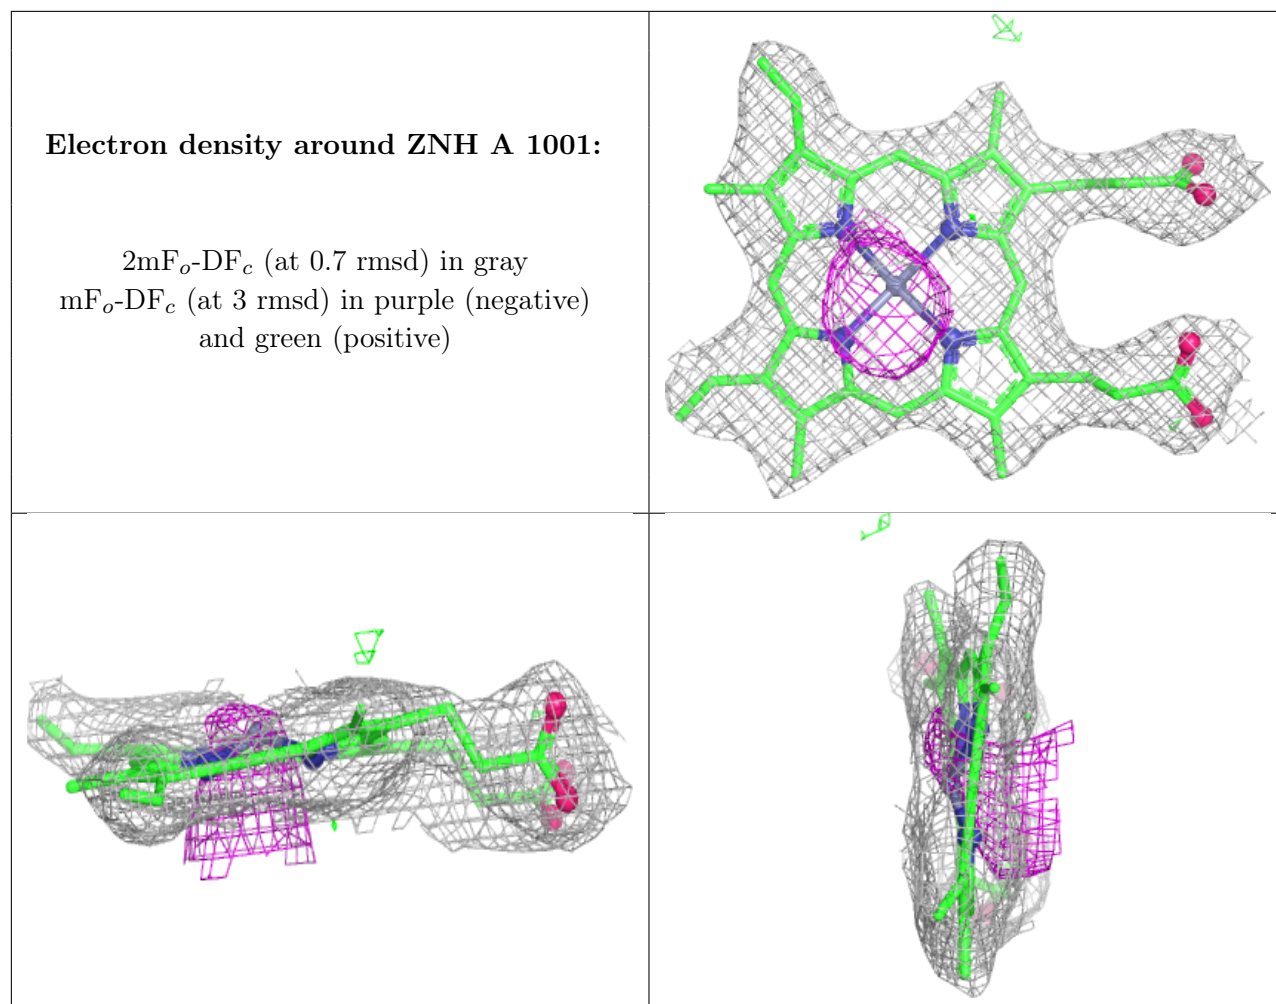 Electron density around ZNH A 1001:
2mFₒ-DF𝒸 (at 0.7 rmsd) in gray
mFₒ-DF𝒸 (at 3 rmsd) in purple (negative)
and green (positive)